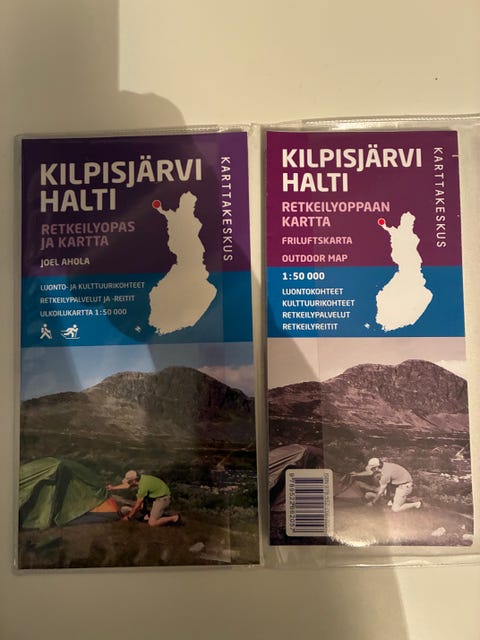 KILPISJÄRVI
HALTI
RETKEILYOPAS
JA KARTTA
JOEL AHOLA
LUONTO- JA KULTTUURIKOHTEET
RETKEILYPALVELUT JA -REITIT
ULKOILUKARTTA 1:50 000
KARTTAKESKUS
KILPISJÄRVI
HALTI
RETKEILYOPPAAN
KARTTA
FRILUFTSKARTA
OUTDOOR MAP
1:50 000
LUONTOKOHTEET
KULTTUURIKOHTEET
RETKEILYPALVELUT
RETKEILYREITIT
KARTTAKESKUS